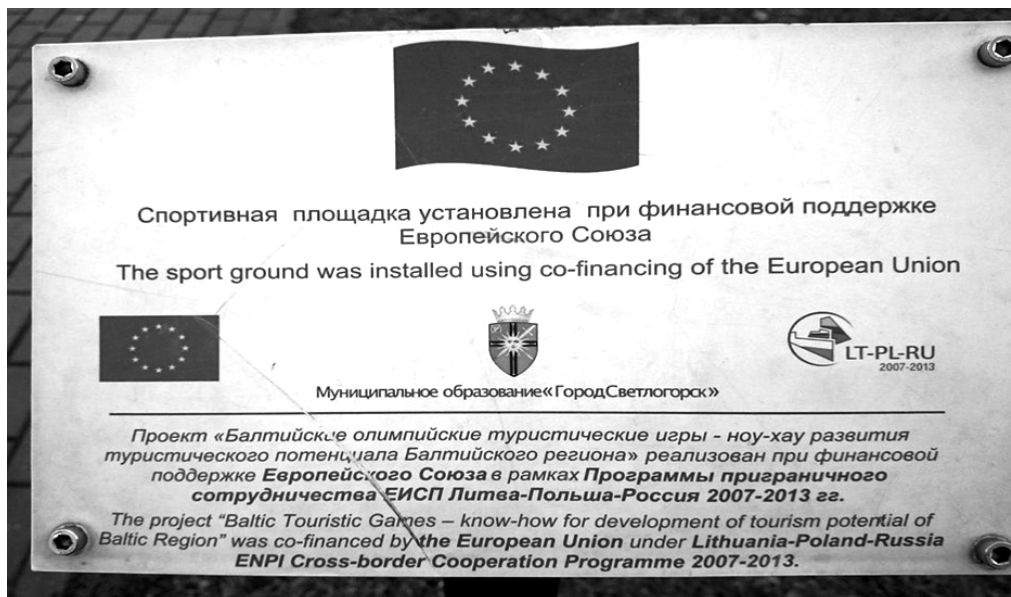 Спортивная площадка установлена при финансовой поддержке
Европейского Союза
The sport ground was installed using co-financing of the European Union
LT-PL-RU
2007-2013
Муниципальное образование «Город Светлогорск»
Проект «Балтийские олимпийские туристические игры - ноу-хау развития
туристического потенциала Балтийского региона» реализован при финансовой
поддержке Европейского Союза в рамках Программы приграничного
сотрудничества ЕИСП Литва-Польша-Россия 2007-2013 гг.
The project “Baltic Touristic Games – know-how for development of tourism potential of
Baltic Region” was co-financed by the European Union under Lithuania-Poland-Russia
ENPI Cross-border Cooperation Programme 2007-2013.